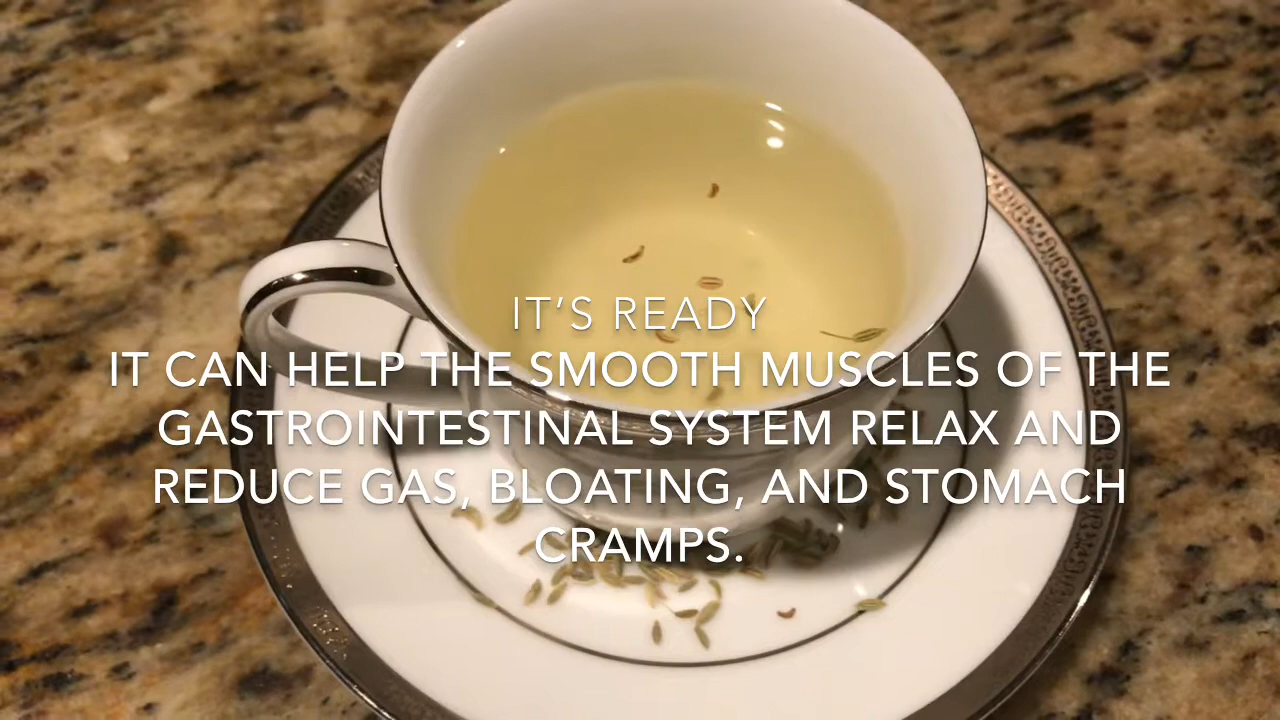 IT’S READY
IT CAN HELP THE SMOOTH MUSCLES OF THE
GASTROINTESTINAL SYSTEM RELAX AND
REDUCE GAS, BLOATING, AND STOMACH
CRAMPS.